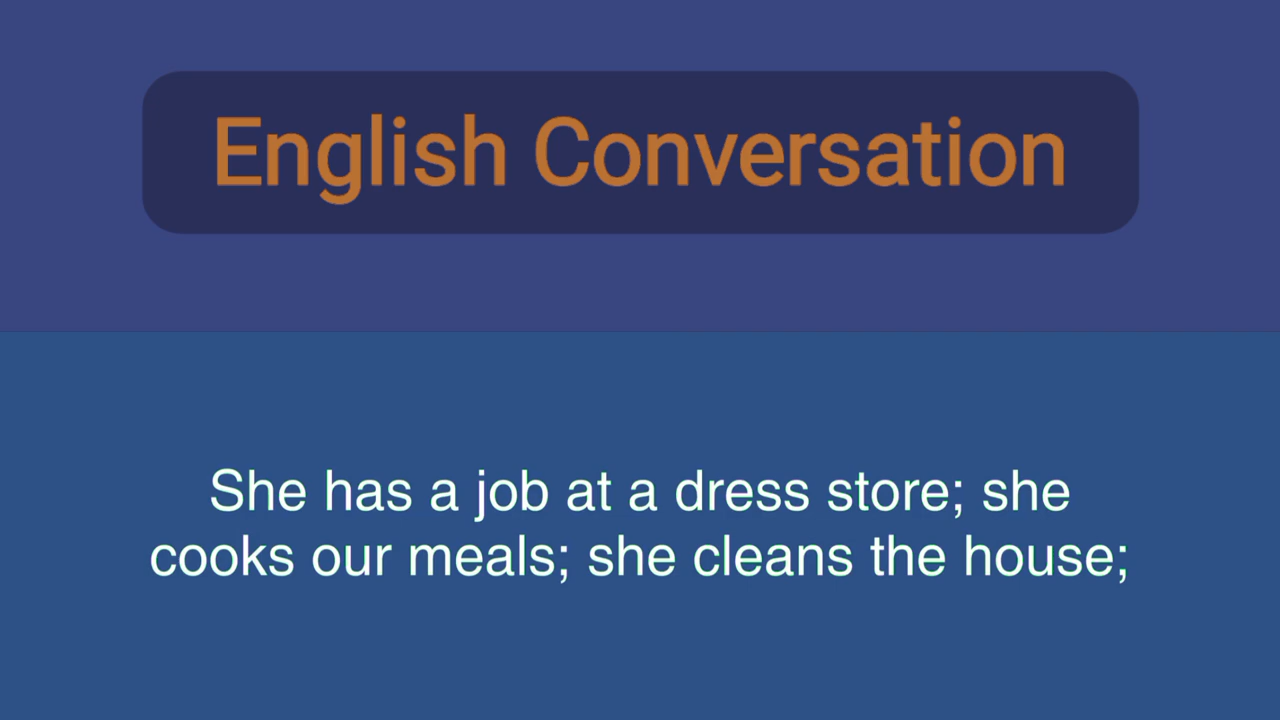 English Conversation
She has a job at a dress store; she
cooks our meals; she cleans the house;